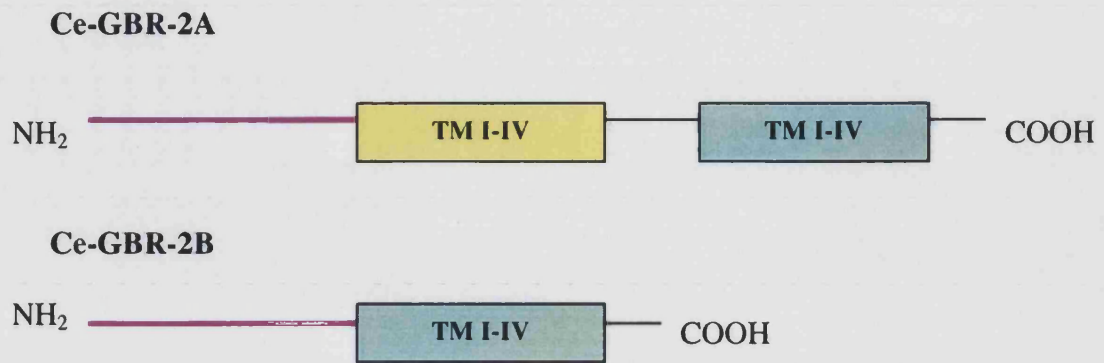 Ce-GBR-2A
NH₂ TM I-IV TM I-IV COOH
Ce-GBR-2B
NH₂ TM I-IV COOH